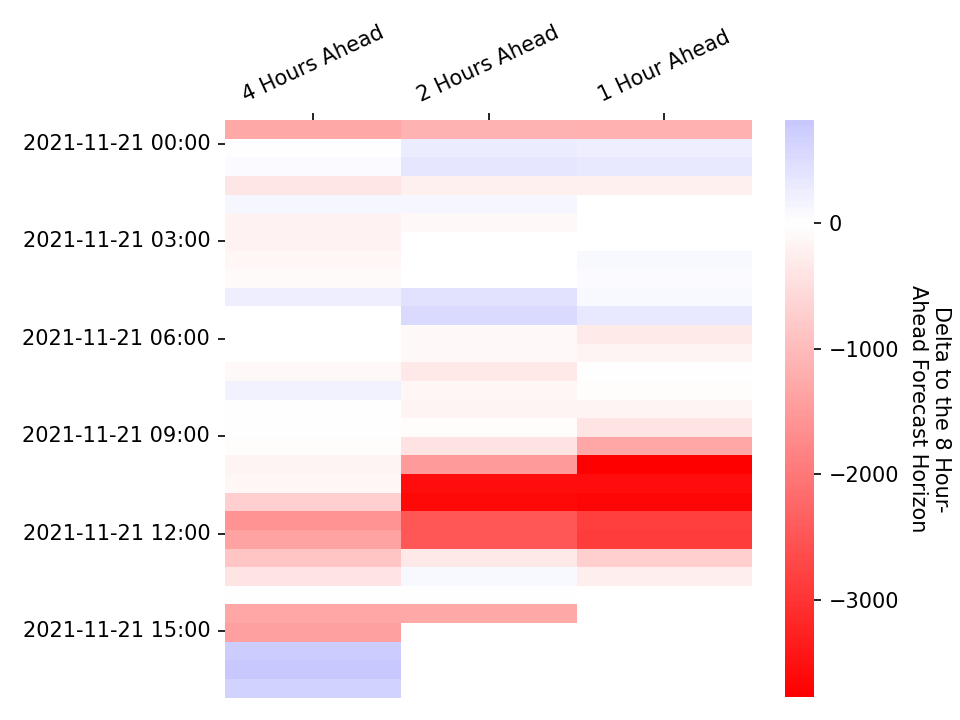 4 Hours Ahead
2 Hours Ahead
1 Hour Ahead
2021-11-21 00:00
2021-11-21 03:00
2021-11-21 06:00
2021-11-21 09:00
2021-11-21 12:00
2021-11-21 15:00
0
−1000
−2000
−3000
Delta to the 8 Hour-
Ahead Forecast Horizon